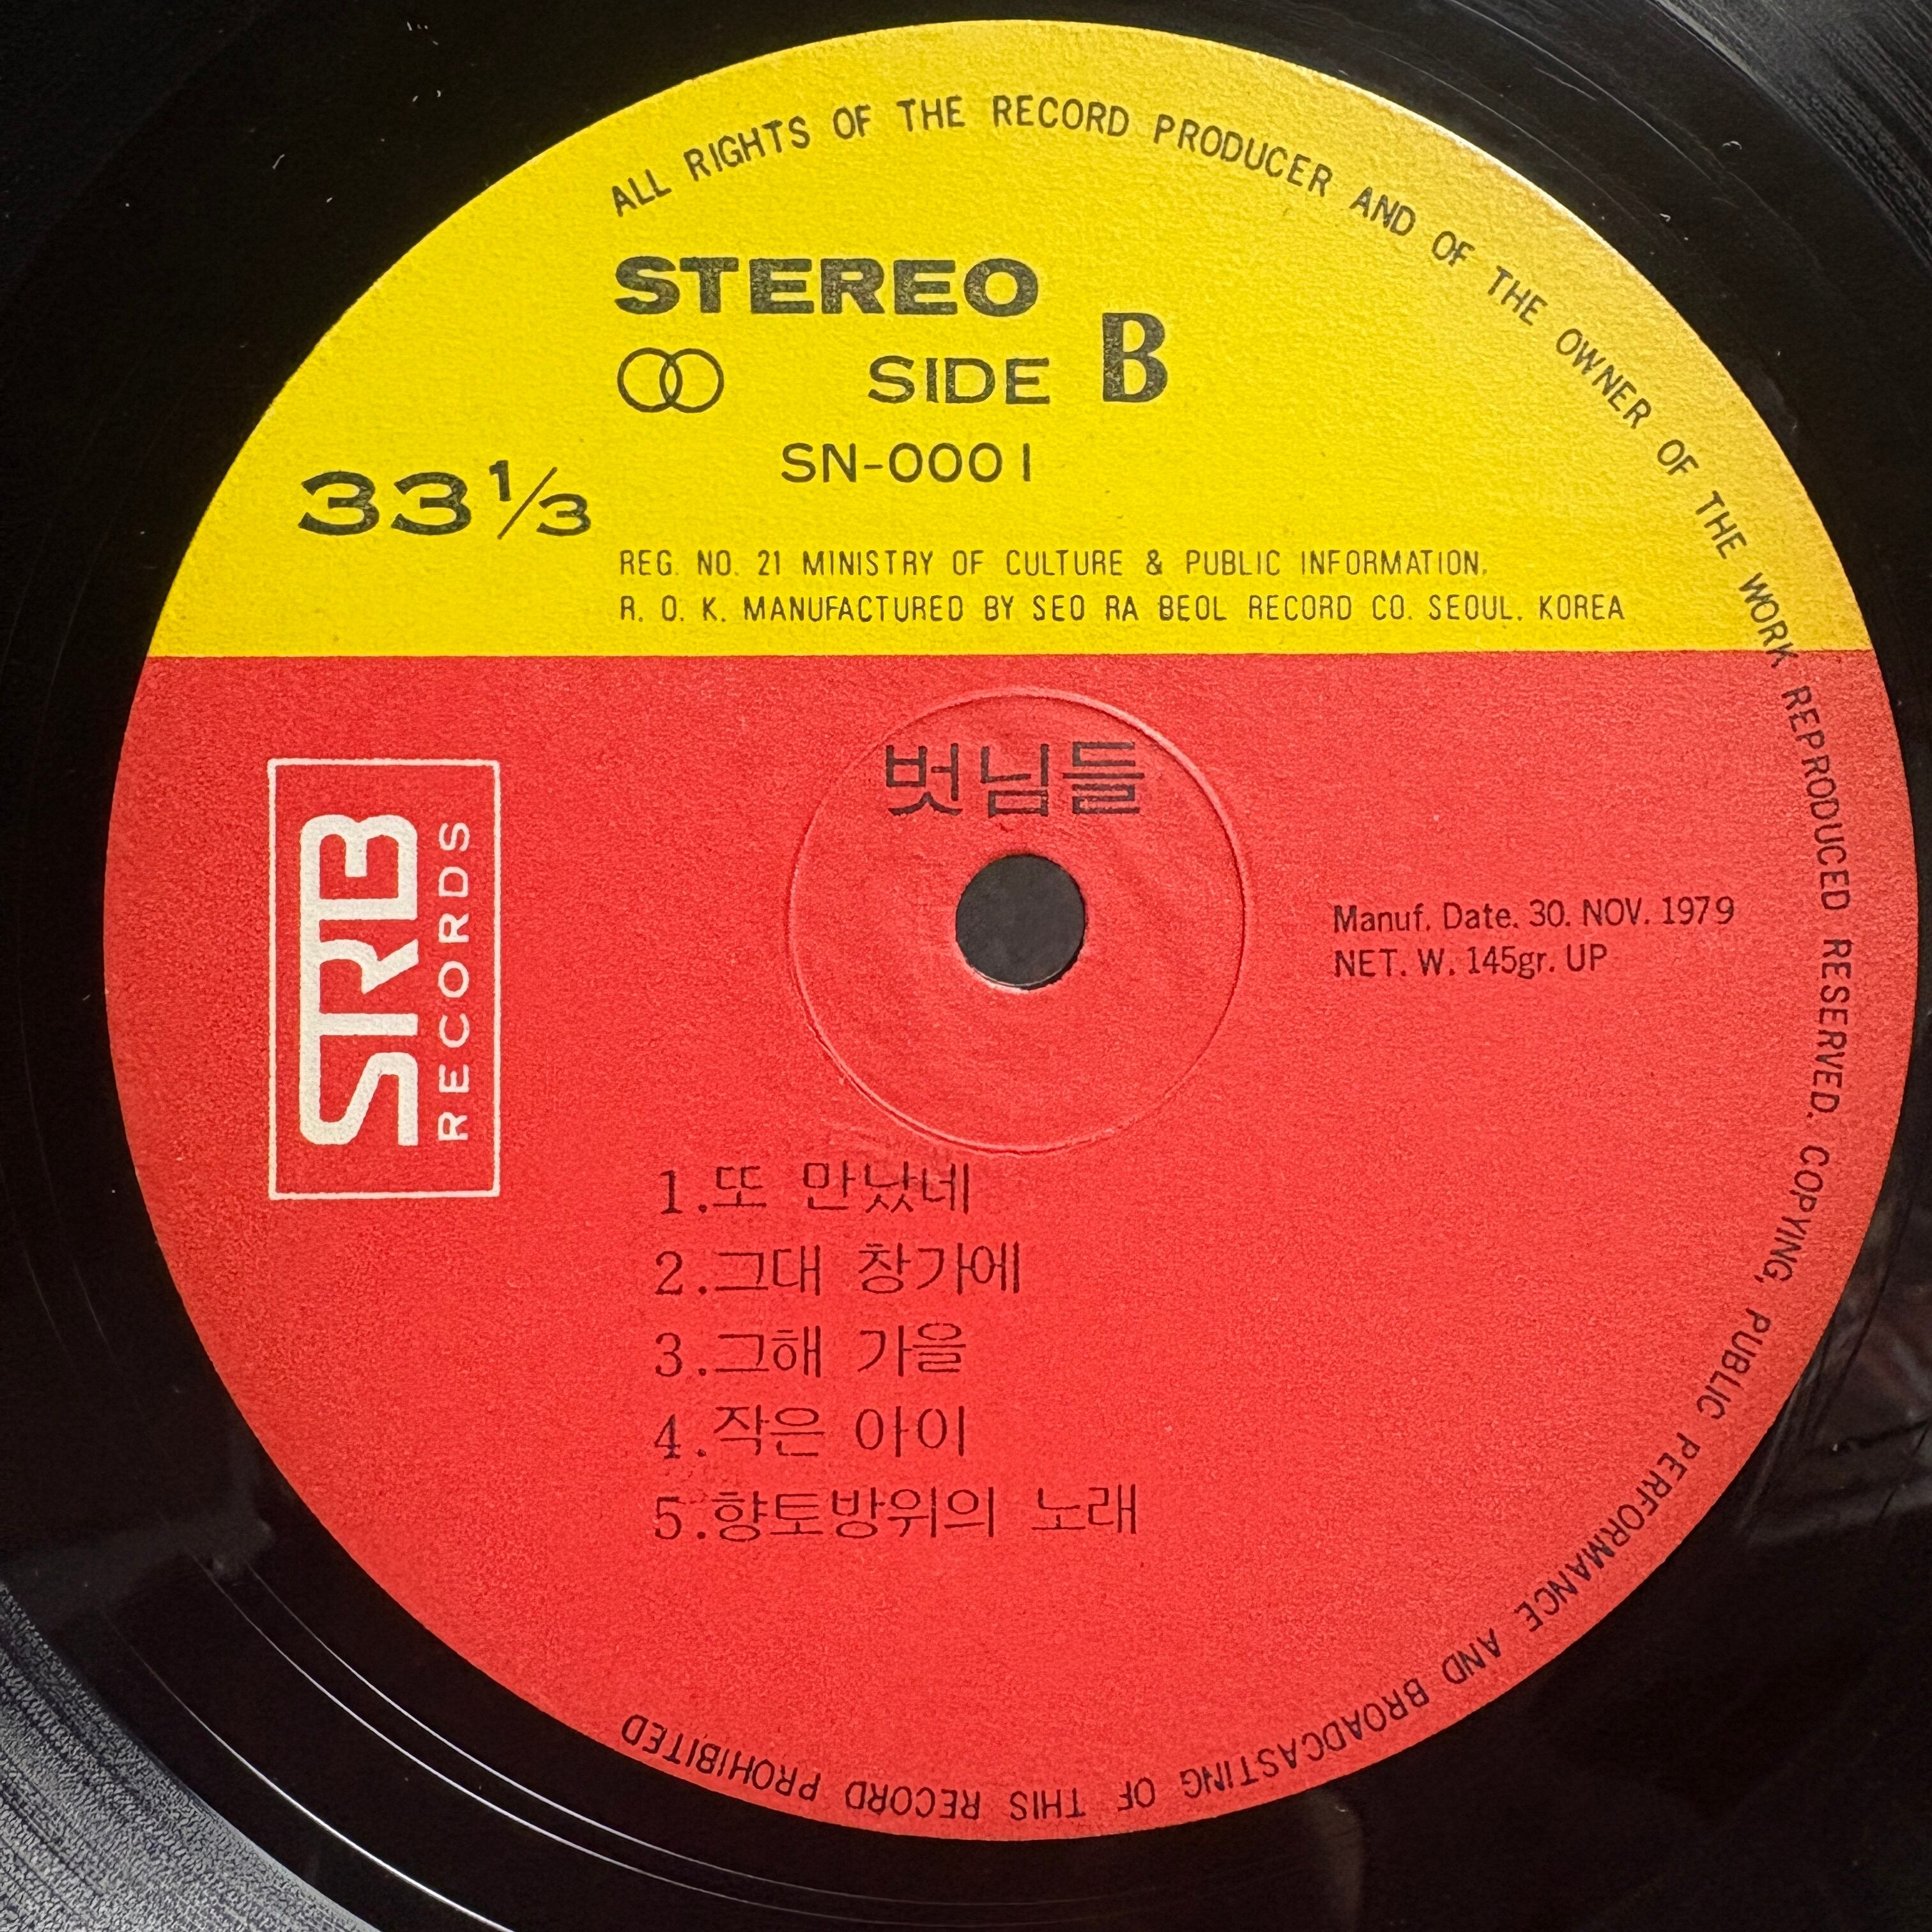 ALL RIGHTS OF THE RECORD PRODUCER AND OF THE OWNER OF THE WORK REPRODUCED RESERVED. COPYING, PUBLIC PERFORMANCE AND BROADCASTING OF THIS RECORD PROHIBITED
STEREO
SIDE B
SN-0001
33 1/3
REG. NO. 21 MINISTRY OF CULTURE & PUBLIC INFORMATION,
R. O. K. MANUFACTURED BY SEO RA BEOL RECORD CO. SEOUL. KOREA
벗님들
STRB
RECORDS
Manuf. Date. 30. NOV. 1979
NET. W. 145gr. UP
1.또 만났네
2.그대 창가에
3.그해 가을
4.작은 아이
5.향토방위의 노래